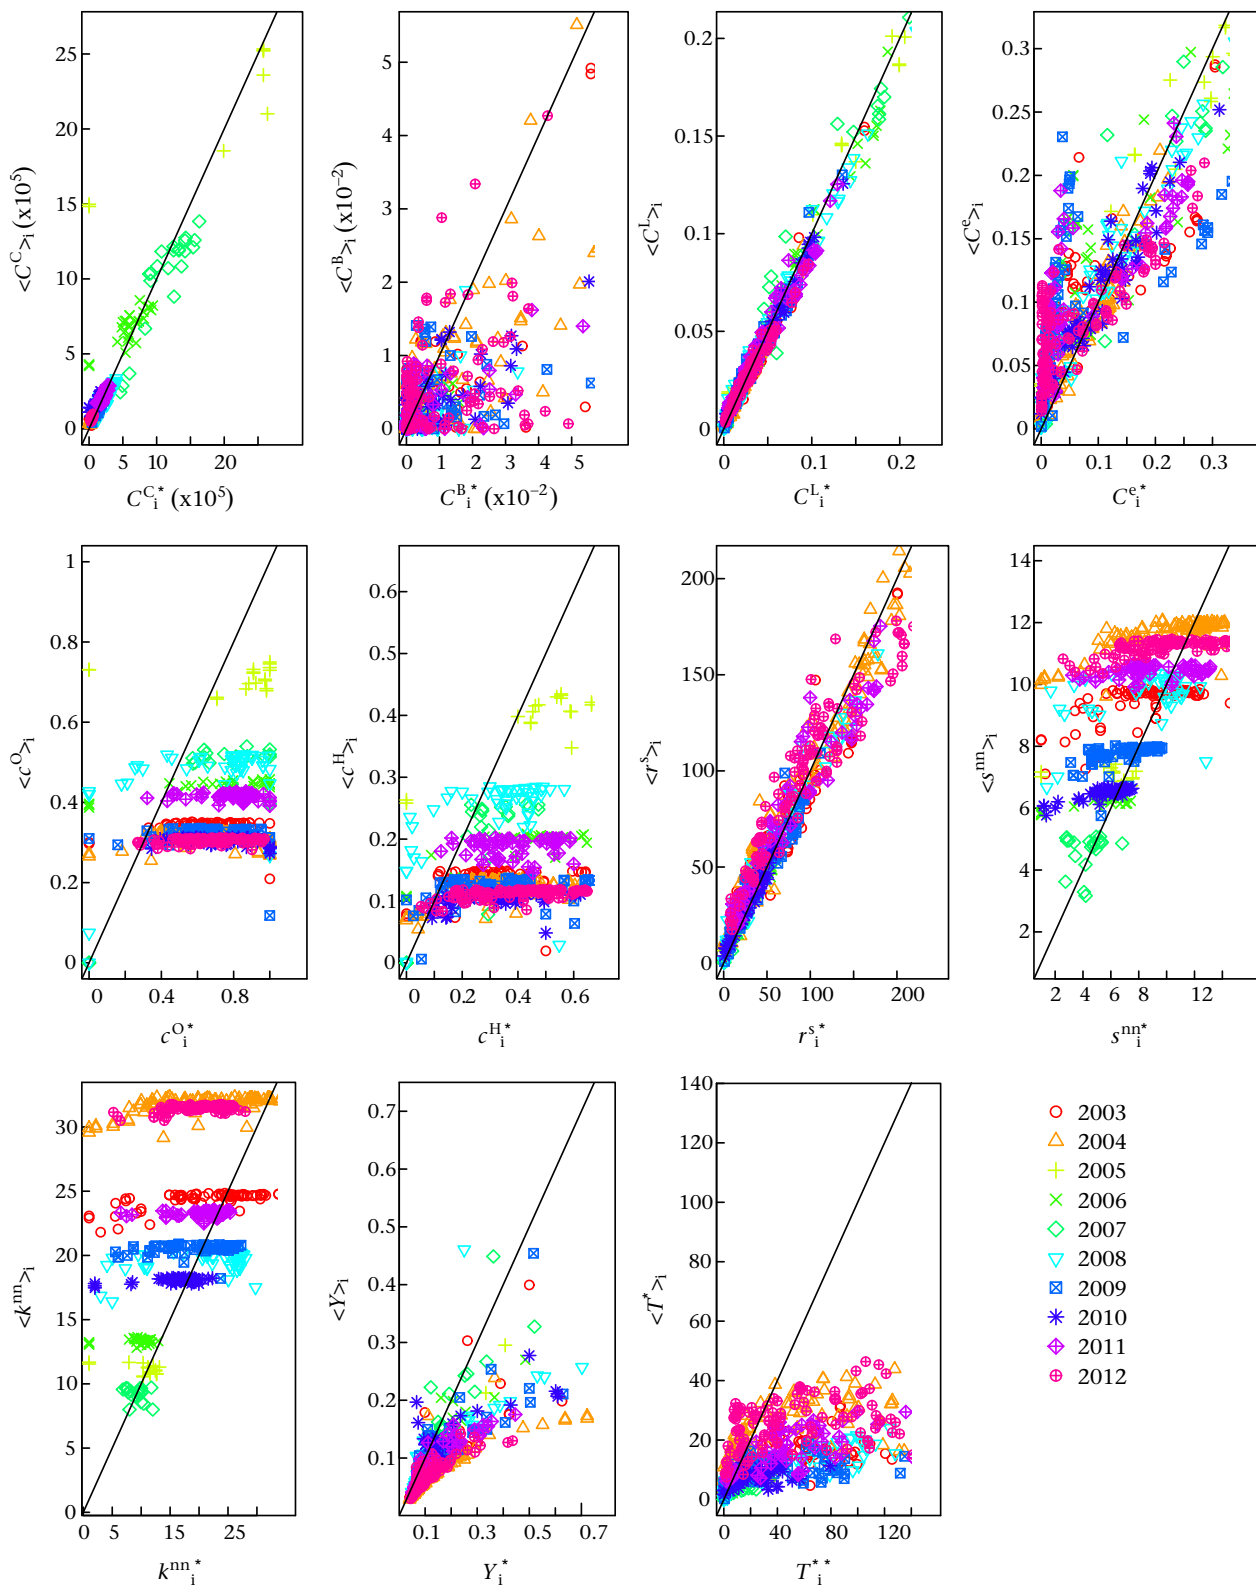 <C^C>_i (x10^5)
25
20
15
10
5
0
0 5 10 20
C^C_i^* (x10^5)
<C^B>_i (x10^−2)
5
4
3
2
1
0
0 1 2 3 4 5
C^B_i^* (x10^−2)
<C^L>_i
0.2
0.15
0.1
0.05
0
0 0.05 0.1 0.2
C^L_i^*
<C^e>_i
0.3
0.25
0.2
0.15
0.1
0.05
0
0 0.1 0.2 0.3
C^e_i^*
<c^O>_i
1
0.8
0.6
0.4
0.2
0
0 0.4 0.8
c^O_i^*
<c^H>_i
0.6
0.5
0.4
0.3
0.2
0.1
0
0 0.2 0.4 0.6
c^H_i^*
<r^s>_i
200
150
100
50
0
0 50 100 200
r^s_i^*
<s^nn>_i
14
12
10
8
6
4
2
2 4 6 8 12
s^nn_i^*
<k^nn>_i
30
25
20
15
10
5
0
0 5 15 25
k^nn_i^*
<Y>_i
0.7
0.6
0.5
0.4
0.3
0.2
0.1
0.1 0.3 0.5 0.7
Y_i^*
<T^*>_i
140
120
100
80
60
40
20
0
0 40 80 120
T^*_i^*
2003
2004
2005
2006
2007
2008
2009
2010
2011
2012